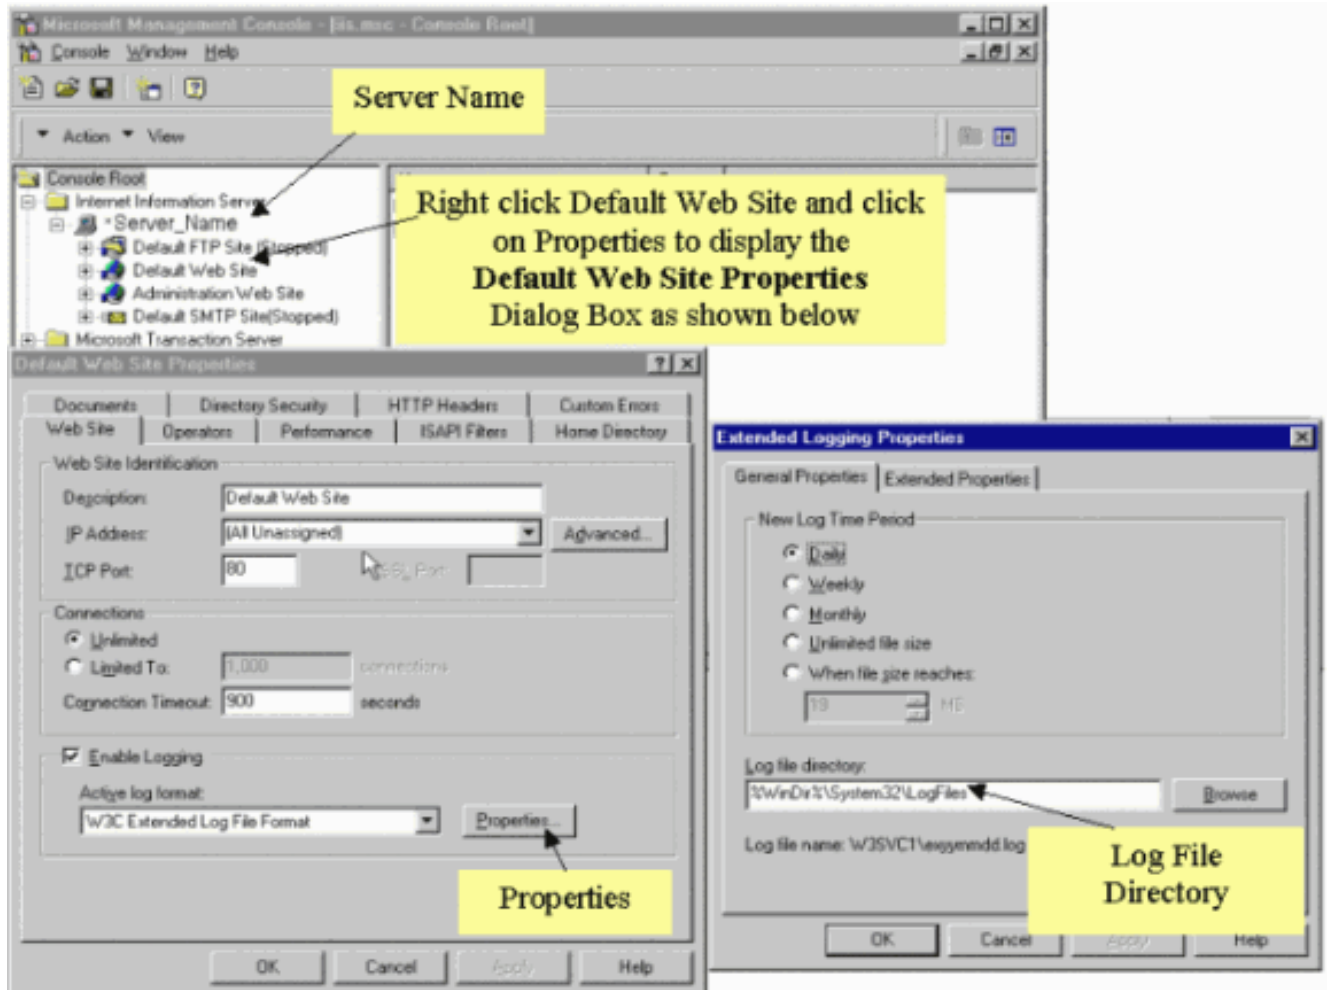 Microsoft Management Console - [iis.msc - Console Root]
Console Window Help
Server Name
Action View
Console Root
Internet Information Server
*Server_Name
Default FTP Site (Stopped)
Default Web Site
Administration Web Site
Default SMTP Site(Stopped)
Microsoft Transaction Server
Right click Default Web Site and click
on Properties to display the
Default Web Site Properties
Dialog Box as shown below
Default Web Site Properties
Documents Directory Security HTTP Headers Custom Errors
Web Site Operators Performance ISAPI Filters Home Directory
Web Site Identification
Description: Default Web Site
IP Address: (All Unassigned) Advanced...
TCP Port: 80 SSL Port:
Connections
Unlimited
Limited To: 1,000 connections
Connection Timeout: 900 seconds
Enable Logging
Active log format:
W3C Extended Log File Format Properties...
Properties
OK Cancel Apply Help
Extended Logging Properties
General Properties Extended Properties
New Log Time Period
Daily
Weekly
Monthly
Unlimited file size
When file size reaches:
19 MB
Log file directory:
%WinDir%\System32\LogFiles Browse
Log file name: W3SVC1\exyymmdd.log
Log File
Directory
OK Cancel Apply Help